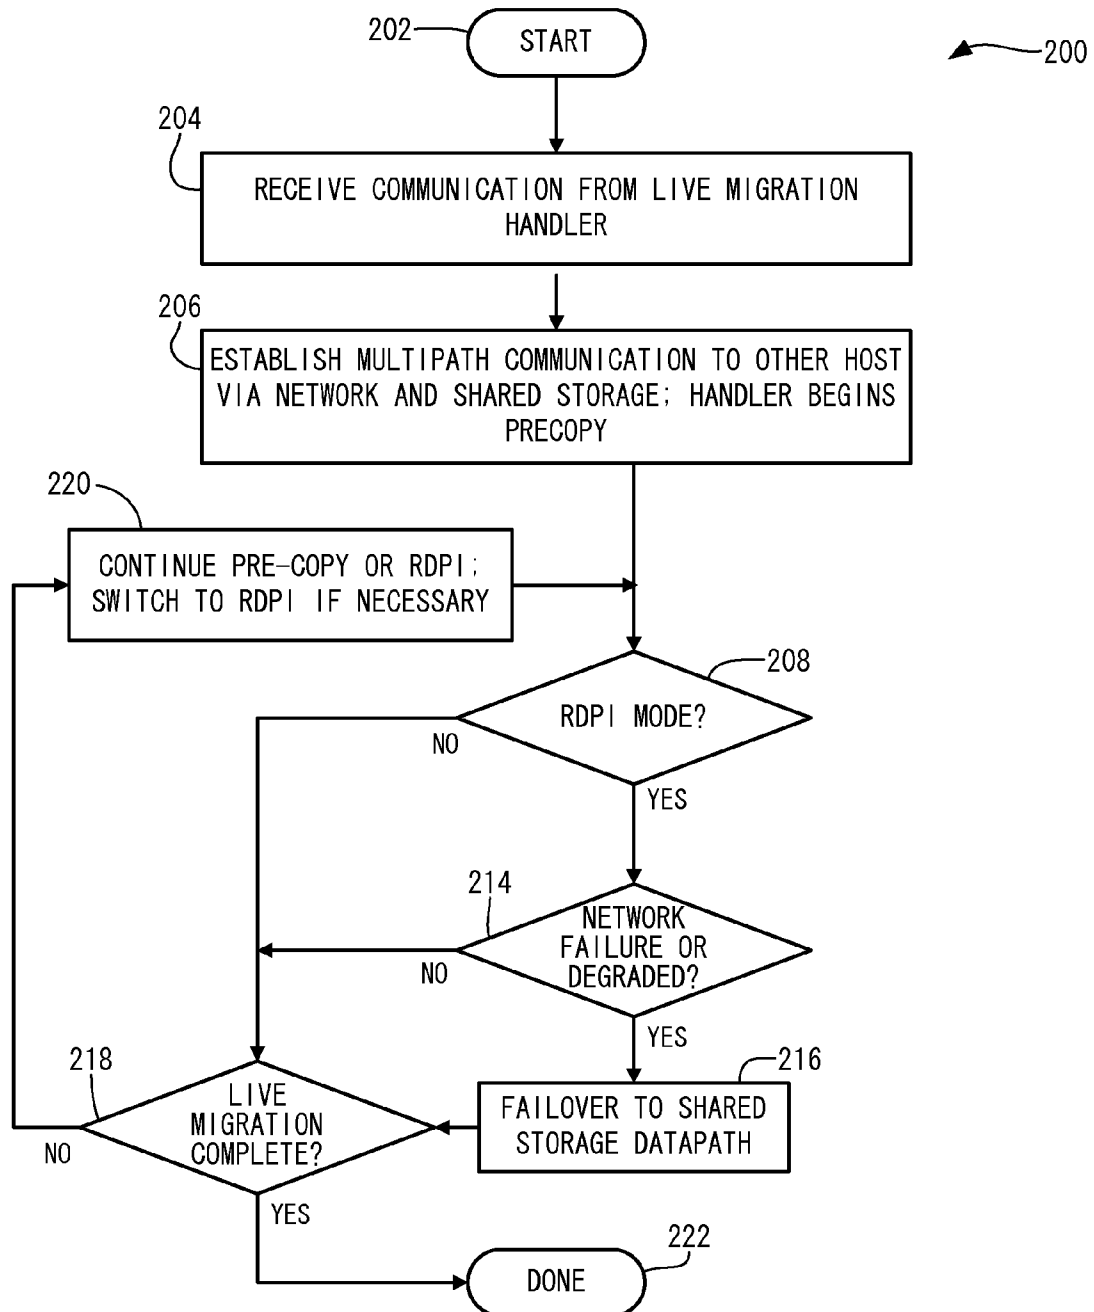 202
START
200
204
RECEIVE COMMUNICATION FROM LIVE MIGRATION
HANDLER
206
ESTABLISH MULTIPATH COMMUNICATION TO OTHER HOST
VIA NETWORK AND SHARED STORAGE; HANDLER BEGINS
PRECOPY
220
CONTINUE PRE-COPY OR RDPI;
SWITCH TO RDPI IF NECESSARY
208
RDPI MODE?
NO
YES
214
NETWORK
FAILURE OR
DEGRADED?
NO
YES
218
LIVE
MIGRATION
COMPLETE?
216
FAILOVER TO SHARED
STORAGE DATAPATH
NO
YES
222
DONE